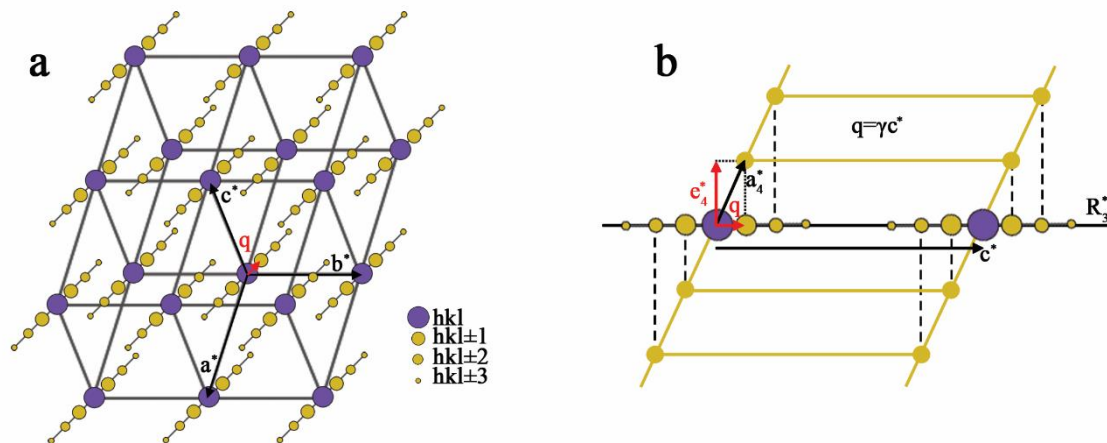 a
c*
q
b*
a*
hkl
hkl±1
hkl±2
hkl±3
b
q=γc*
e*4
a*4
q
R*3
c*